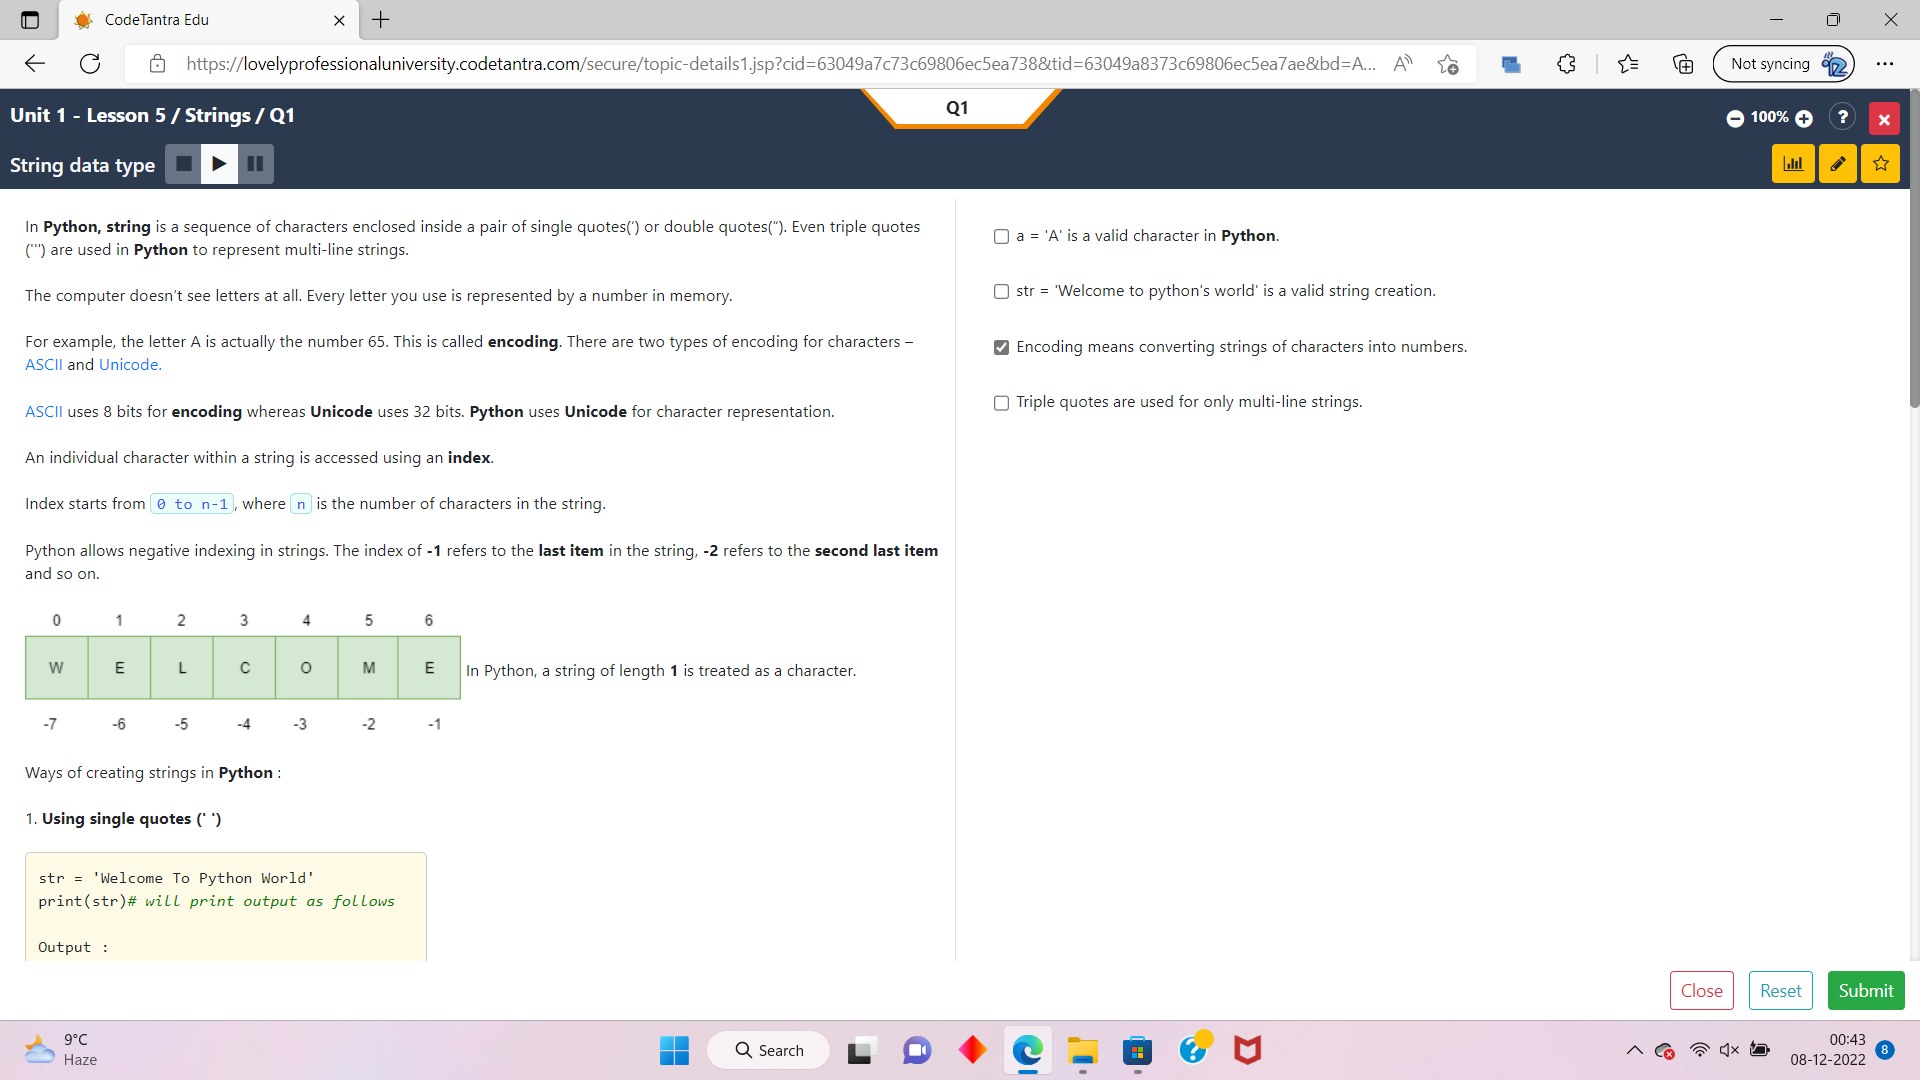 CodeTantra Edu
https://lovelyprofessionaluniversity.codetantra.com/secure/topic-details1.jsp?cid=63049a7c73c69806ec5ea738&tid=63049a8373c69806ec5ea7ae&bd=A...
Not syncing
Unit 1 - Lesson 5 / Strings / Q1
Q1
100%
?
String data type
In Python, string is a sequence of characters enclosed inside a pair of single quotes(') or double quotes("). Even triple quotes
(''') are used in Python to represent multi-line strings.
The computer doesn't see letters at all. Every letter you use is represented by a number in memory.
For example, the letter A is actually the number 65. This is called encoding. There are two types of encoding for characters –
ASCII and Unicode.
ASCII uses 8 bits for encoding whereas Unicode uses 32 bits. Python uses Unicode for character representation.
An individual character within a string is accessed using an index.
Index starts from 0 to n-1, where n is the number of characters in the string.
Python allows negative indexing in strings. The index of -1 refers to the last item in the string, -2 refers to the second last item
and so on.
0 1 2 3 4 5 6
W E L C O M E
In Python, a string of length 1 is treated as a character.
-7 -6 -5 -4 -3 -2 -1
Ways of creating strings in Python :
1. Using single quotes (' ')
str = 'Welcome To Python World'
print(str)# will print output as follows
Output :
a = 'A' is a valid character in Python.
str = 'Welcome to python's world' is a valid string creation.
Encoding means converting strings of characters into numbers.
Triple quotes are used for only multi-line strings.
Close
Reset
Submit
9°C
Haze
Search
00:43
08-12-2022
8